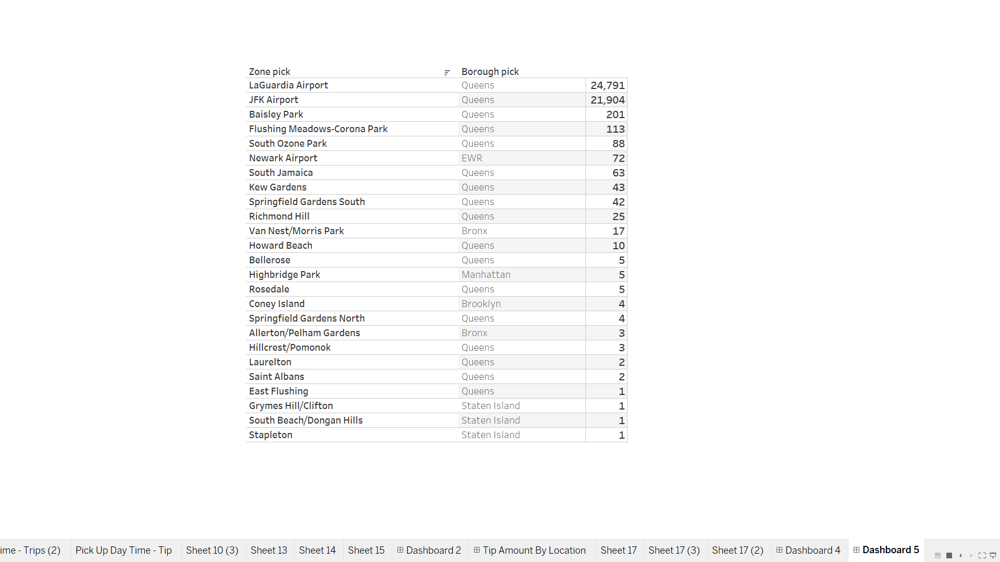 Zone pick Borough pick
LaGuardia Airport Queens 24,791
JFK Airport Queens 21,904
Baisley Park Queens 201
Flushing Meadows-Corona Park Queens 113
South Ozone Park Queens 88
Newark Airport EWR 72
South Jamaica Queens 63
Kew Gardens Queens 43
Springfield Gardens South Queens 42
Richmond Hill Queens 25
Van Nest/Morris Park Bronx 17
Howard Beach Queens 10
Bellerose Queens 5
Highbridge Park Manhattan 5
Rosedale Queens 5
Coney Island Brooklyn 4
Springfield Gardens North Queens 4
Allerton/Pelham Gardens Bronx 3
Hillcrest/Pomonok Queens 3
Laurelton Queens 2
Saint Albans Queens 2
East Flushing Queens 1
Grymes Hill/Clifton Staten Island 1
South Beach/Dongan Hills Staten Island 1
Stapleton Staten Island 1
ime - Trips (2) Pick Up Day Time - Tip Sheet 10 (3) Sheet 13 Sheet 14 Sheet 15 Dashboard 2 Tip Amount By Location Sheet 17 Sheet 17 (3) Sheet 17 (2) Dashboard 4 Dashboard 5